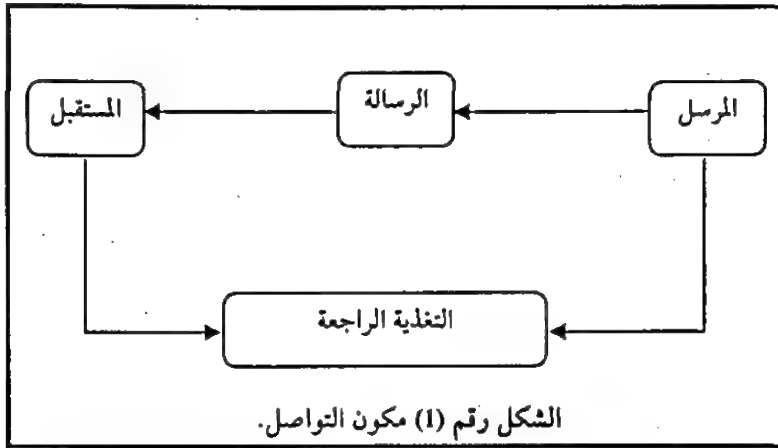 المرسل
الرسالة
المستقبل
التغذية الراجعة
الشكل رقم (1) مكون التواصل.